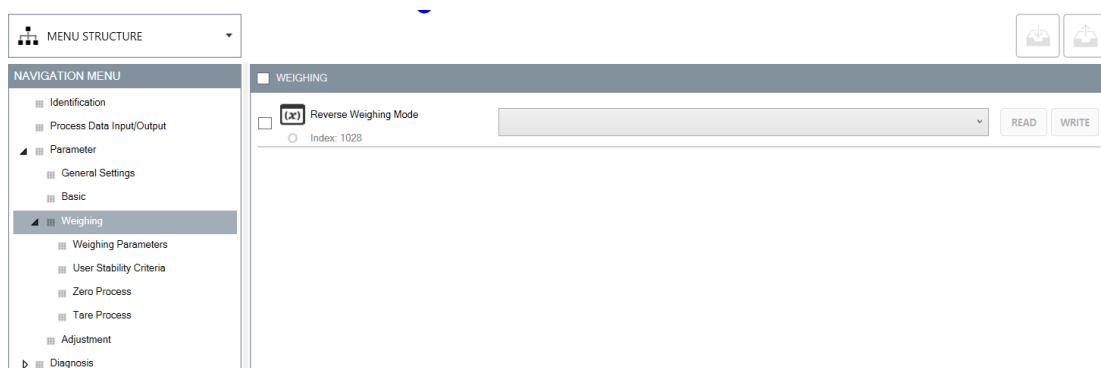 MENU STRUCTURE
NAVIGATION MENU
Identification
Process Data Input/Output
Parameter
General Settings
Basic
Weighing
Weighing Parameters
User Stability Criteria
Zero Process
Tare Process
Adjustment
Diagnosis
WEIGHING
(x) Reverse Weighing Mode
Index: 1028
READ WRITE